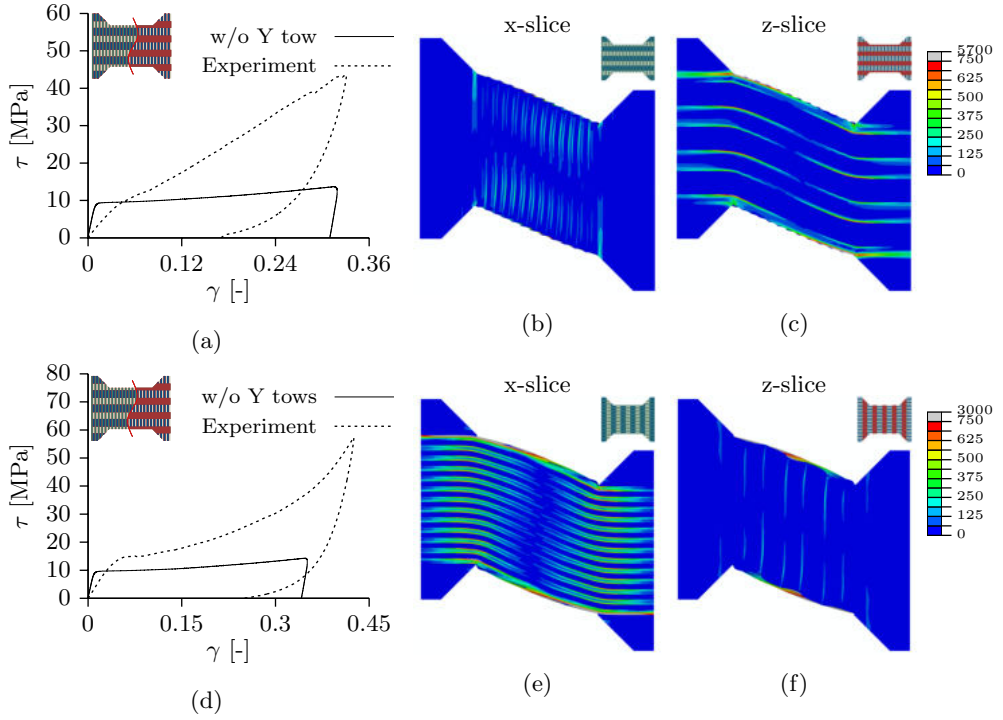 60
50
40
30
20
10
0
τ [MPa]
w/o Y tow
Experiment
0 0.12 0.24 0.36
γ [-]
(a)
x-slice
(b)
z-slice
(c)
5700
750
625
500
375
250
125
0
80
70
60
50
40
30
20
10
0
τ [MPa]
w/o Y tows
Experiment
0 0.15 0.3 0.45
γ [-]
(d)
x-slice
(e)
z-slice
(f)
3000
750
625
500
375
250
125
0